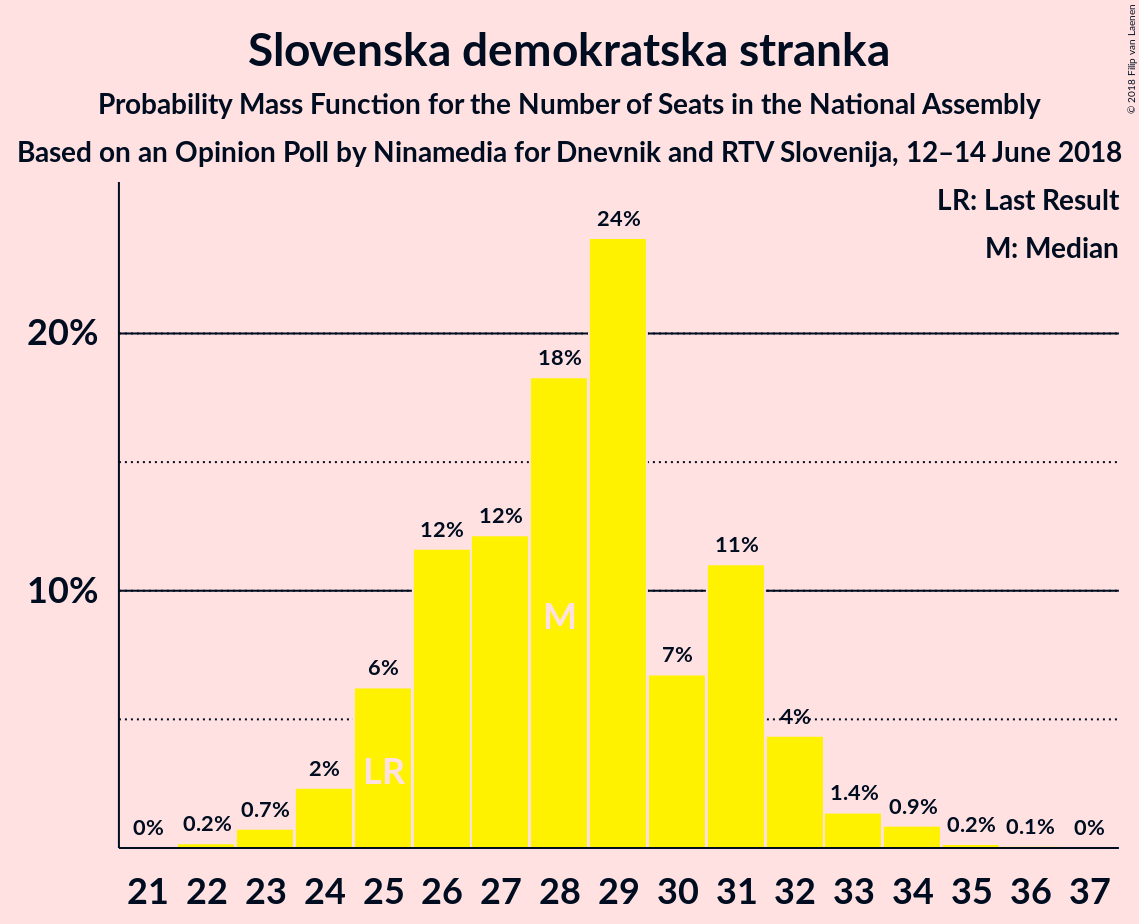 Slovenska demokratska stranka
Probability Mass Function for the Number of Seats in the National Assembly
Based on an Opinion Poll by Ninamedia for Dnevnik and RTV Slovenija, 12–14 June 2018
© 2018 Filip van Laenen
LR: Last Result
M: Median
20%
10%
0%
0.2%
0.7%
2%
6%
12%
12%
18%
24%
7%
11%
4%
1.4%
0.9%
0.2%
0.1%
0%
LR
M
21 22 23 24 25 26 27 28 29 30 31 32 33 34 35 36 37